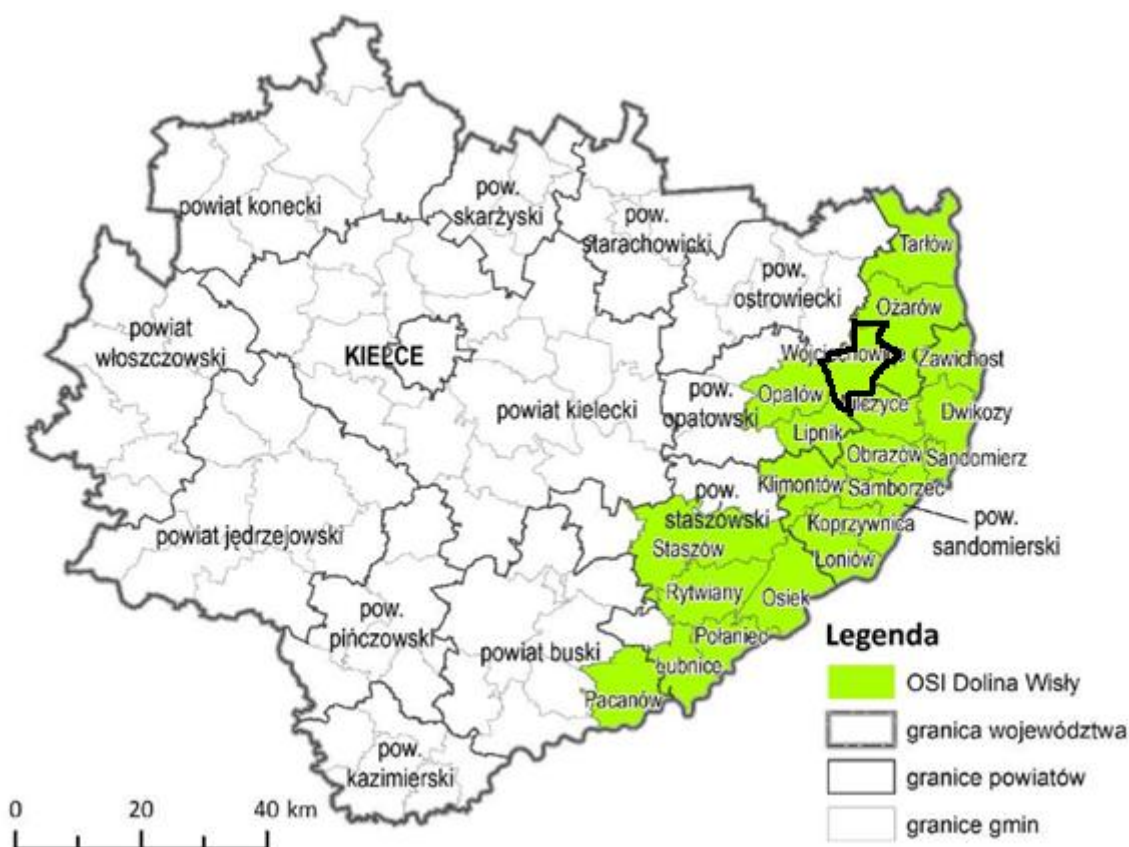 powiat konecki
pow.
skarżyski
pow.
starachowicki
Tarłów
pow.
ostrowiecki
Ożarów
powiat
włoszczowski
KIELCE
Zawichost
powiat kielecki
pow.
opatowski
Opatów
Dwikozy
Lipnik
Obrazów
Sandomierz
Klimontów
Samborzec
pow.
staszowski
Koprzywnica
pow.
sandomierski
powiat jędrzejowski
Staszów
Łoniów
Rytwiany
Osiek
pow.
pińczowski
Połaniec
powiat buski
Pacanów
pow.
kazimierski
Legenda
OSI Dolina Wisły
granica województwa
granice powiatów
granice gmin
0 20 40 km